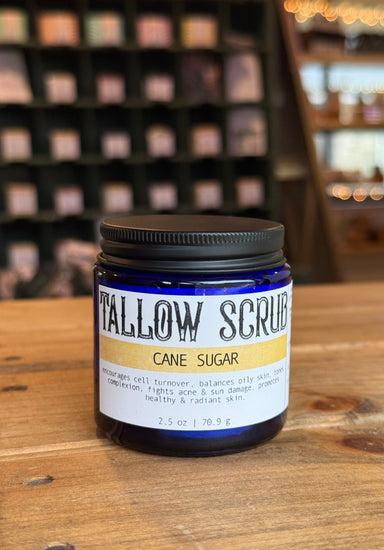 TALLOW SCRUB
CANE SUGAR
encourages cell turnover, balances oily skin, tones
complexion, fights acne & sun damage, promotes
healthy & radiant skin.
2.5 oz | 70.9 g